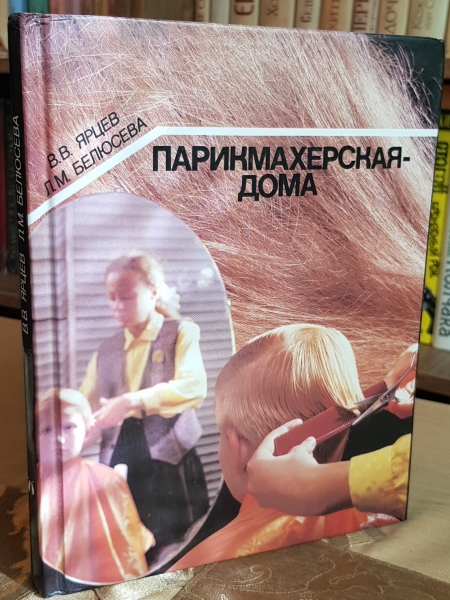 В.В. ЯРЦЕВ
Л.М. БЕЛЮСЕВА
ПАРИКМАХЕРСКАЯ-
ДОМА
В.В. ЯРЦЕВ Л.М. БЕЛЮСЕВА